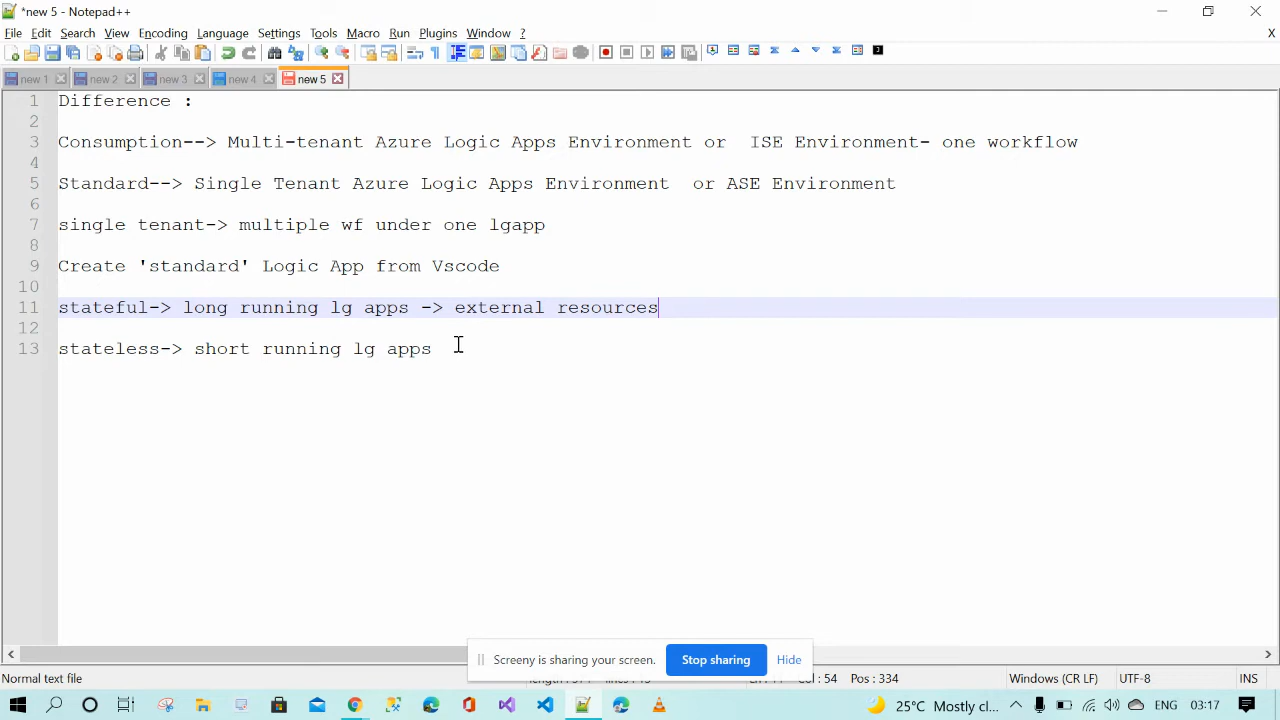 *new 5 - Notepad++
File Edit Search View Encoding Language Settings Tools Macro Run Plugins Window ? X
new 1 new 2 new 3 new 4 new 5
1 Difference :
2
3 Consumption--> Multi-tenant Azure Logic Apps Environment or ISE Environment- one workflow
4
5 Standard--> Single Tenant Azure Logic Apps Environment or ASE Environment
6
7 single tenant-> multiple wf under one lgapp
8
9 Create 'standard' Logic App from Vscode
10
11 stateful-> long running lg apps -> external resources
12
13 stateless-> short running lg apps
Screeny is sharing your screen. Stop sharing Hide
Normal text file Col : 54 Pos : 334 Windows (CR LF) UTF-8 INS
25°C Mostly cl... ENG 03:17